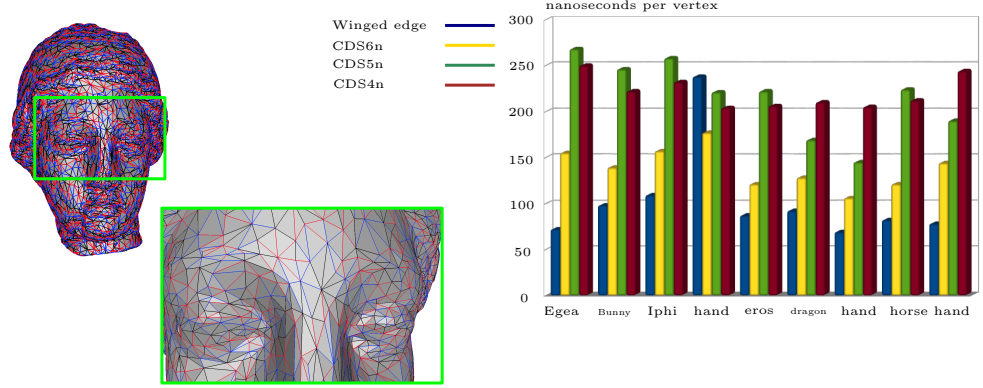 nanoseconds per vertex
Winged edge
CDS6n
CDS5n
CDS4n
300
250
200
150
100
50
0
Egea Bunny Iphi hand eros dragon hand horse hand